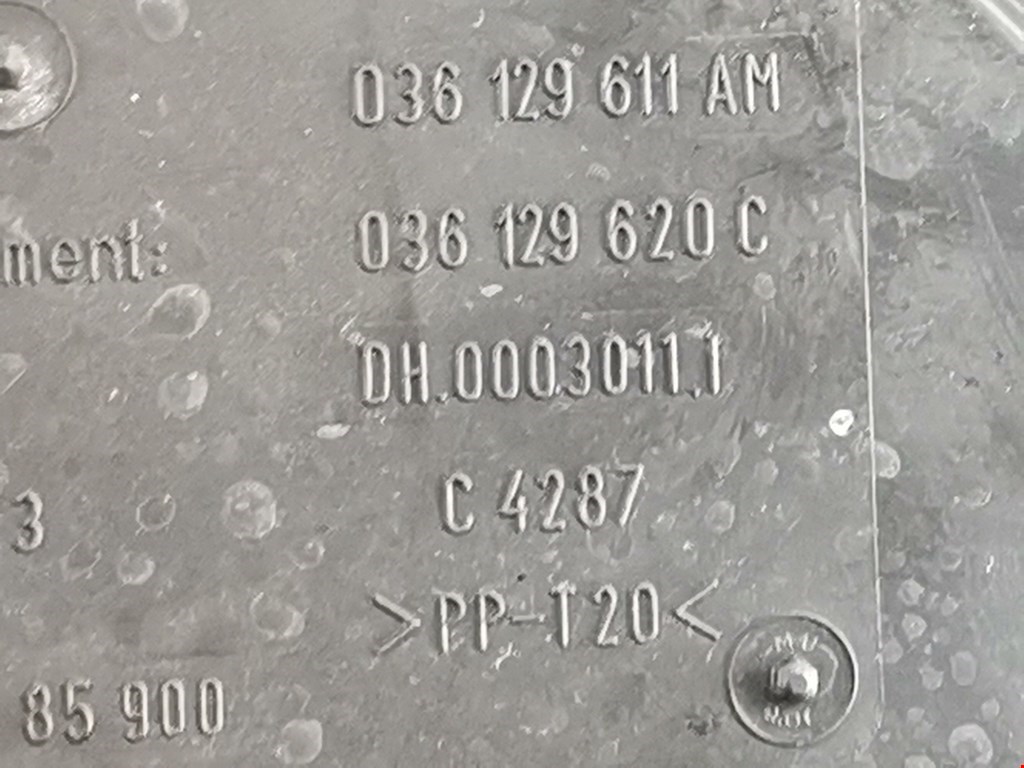 036 129 611 AM
ment: 036 129 620 C
DH.0003011.1
3 C 4287
>PP-T20<
85 900